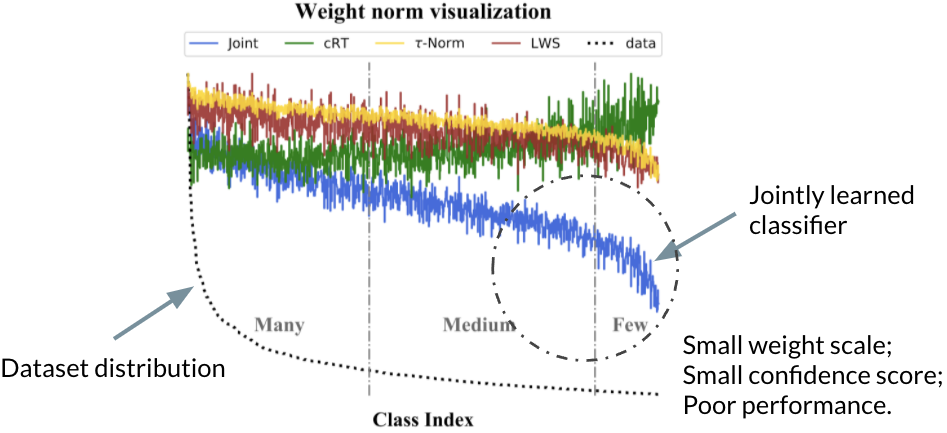 Weight norm visualization
Joint cRT τ-Norm LWS data
Jointly learned
classifier
Many Medium Few
Dataset distribution
Small weight scale;
Small confidence score;
Poor performance.
Class Index